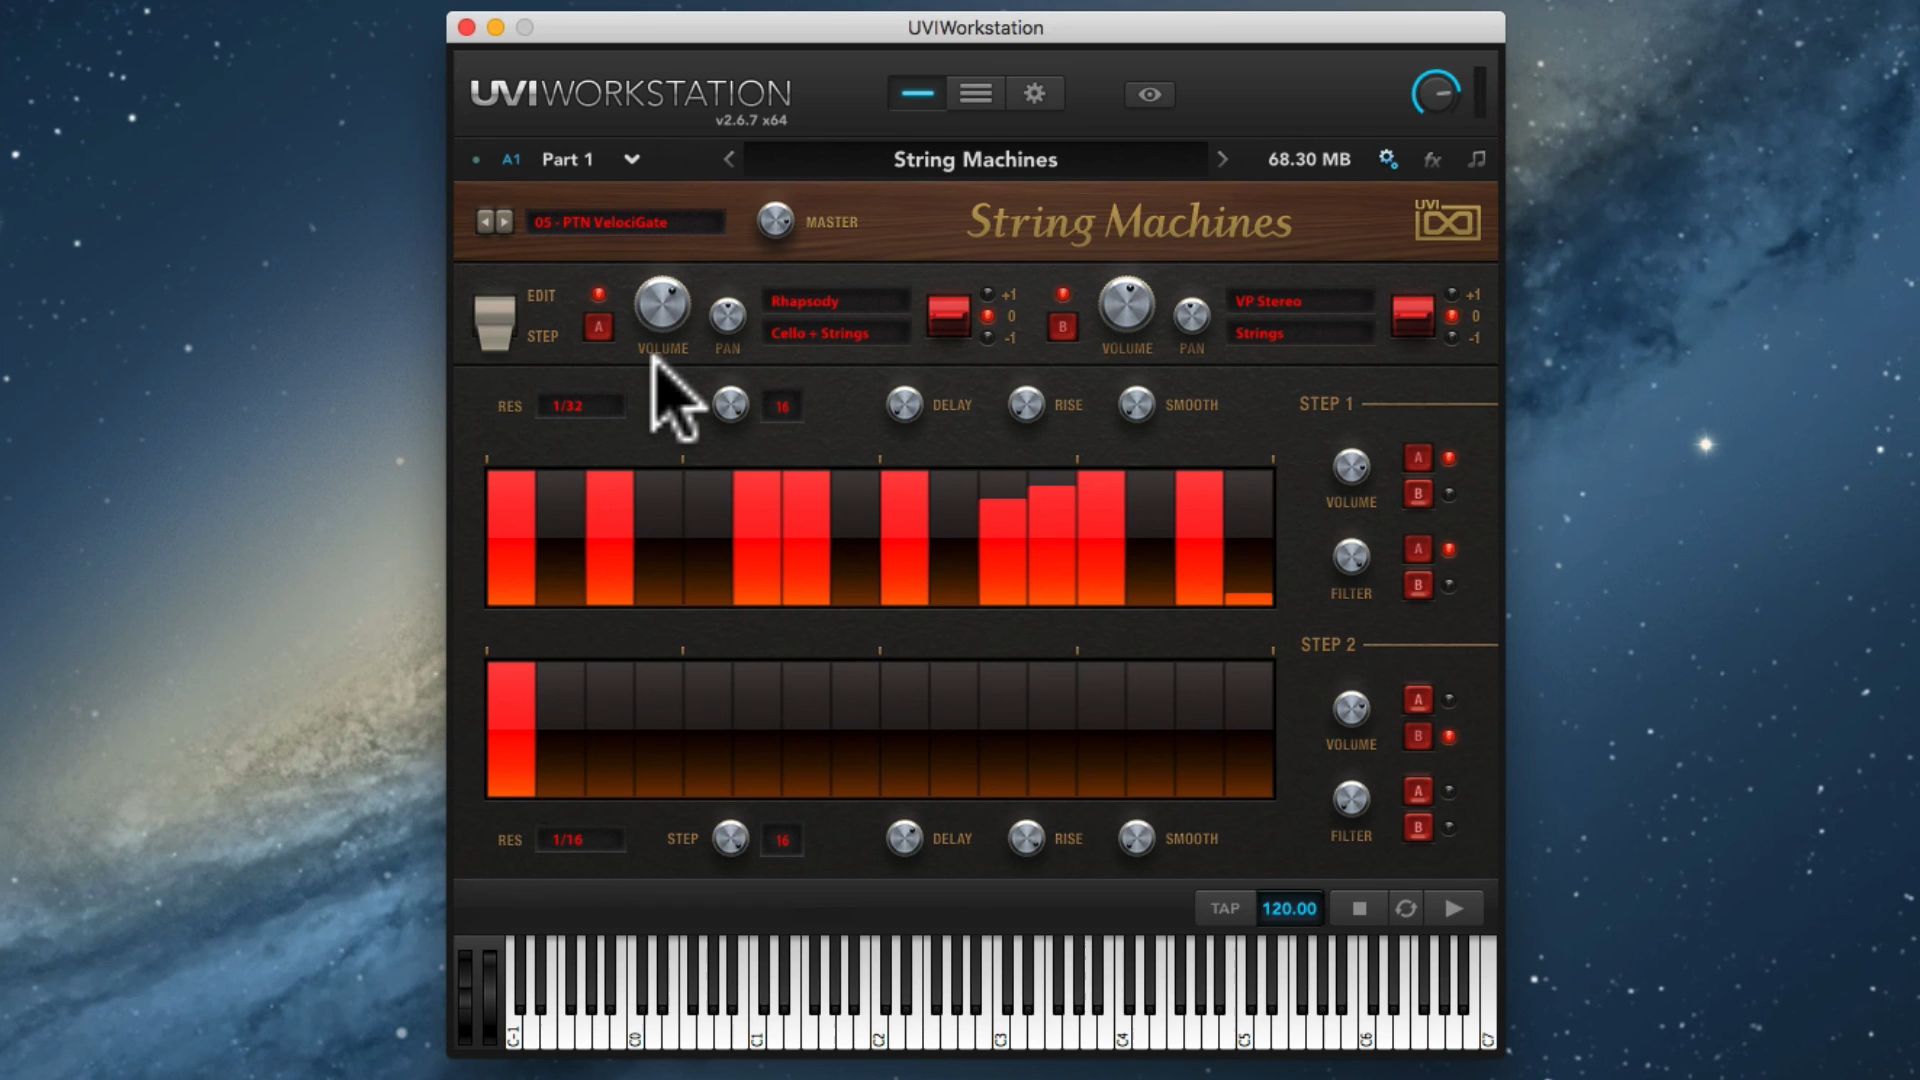 UVIWorkstation
UVIWORKSTATION
v2.6.7 x64
A1 Part 1 String Machines 68.30 MB fx
05 - PTN VelociGate MASTER String Machines UVI
EDIT
STEP
A
VOLUME
PAN
Rhapsody
Cello + Strings
+1
0
-1
B
VOLUME
PAN
VP Stereo
Strings
+1
0
-1
RES 1/32 16 DELAY RISE SMOOTH STEP 1
A
B
VOLUME
A
B
FILTER
STEP 2
A
B
VOLUME
A
B
FILTER
RES 1/16 STEP 16 DELAY RISE SMOOTH
TAP 120.00
C-1 C0 C1 C2 C3 C4 C5 C6 C7